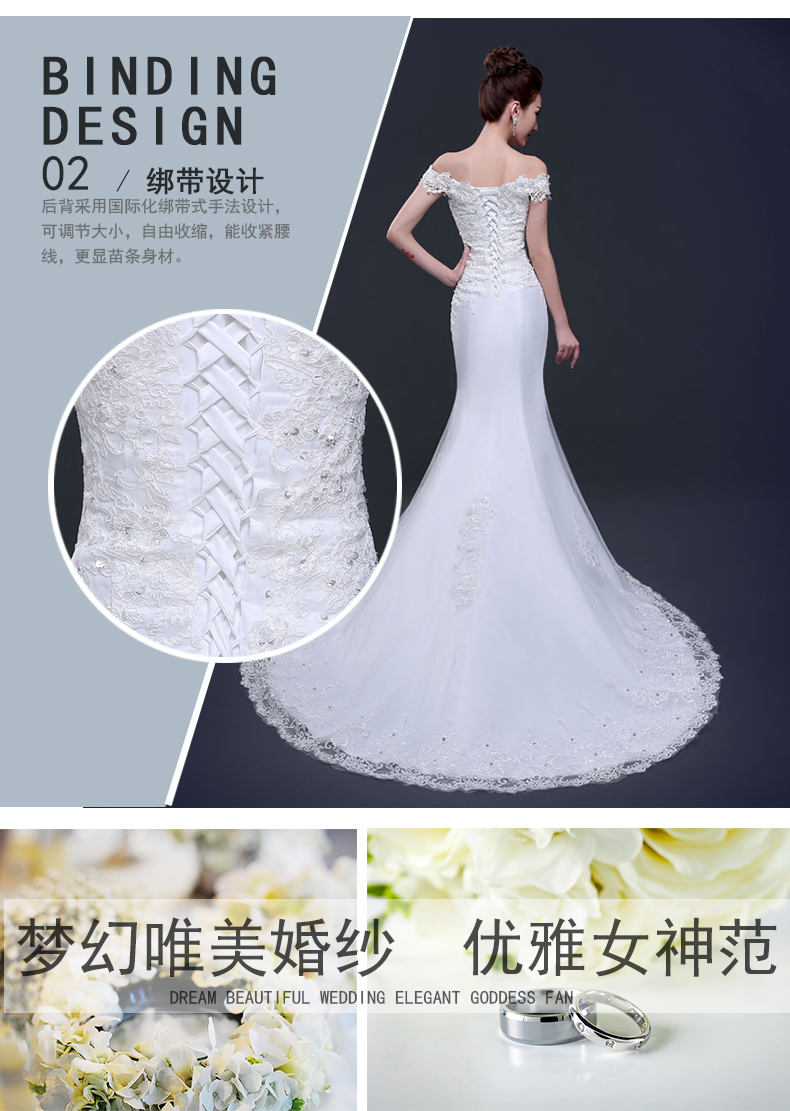 BINDING
DESIGN
02 / 绑带设计
后背采用国际化绑带式手法设计，
可调节大小，自由收缩，能收紧腰
线，更显苗条身材。
梦幻唯美婚纱 优雅女神范
DREAM BEAUTIFUL WEDDING ELEGANT GODDESS FAN